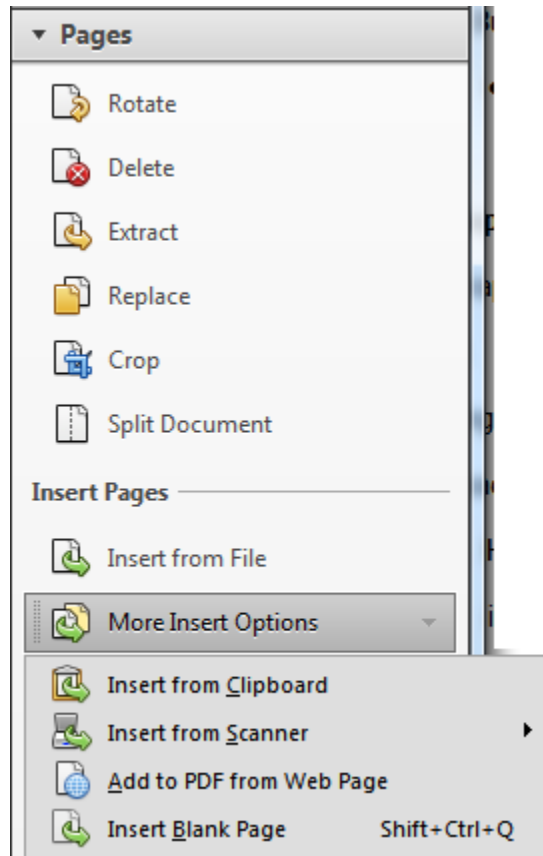 Pages
Rotate
Delete
Extract
Replace
Crop
Split Document
Insert Pages
Insert from File
More Insert Options
Insert from Clipboard
Insert from Scanner
Add to PDF from Web Page
Insert Blank Page Shift+Ctrl+Q